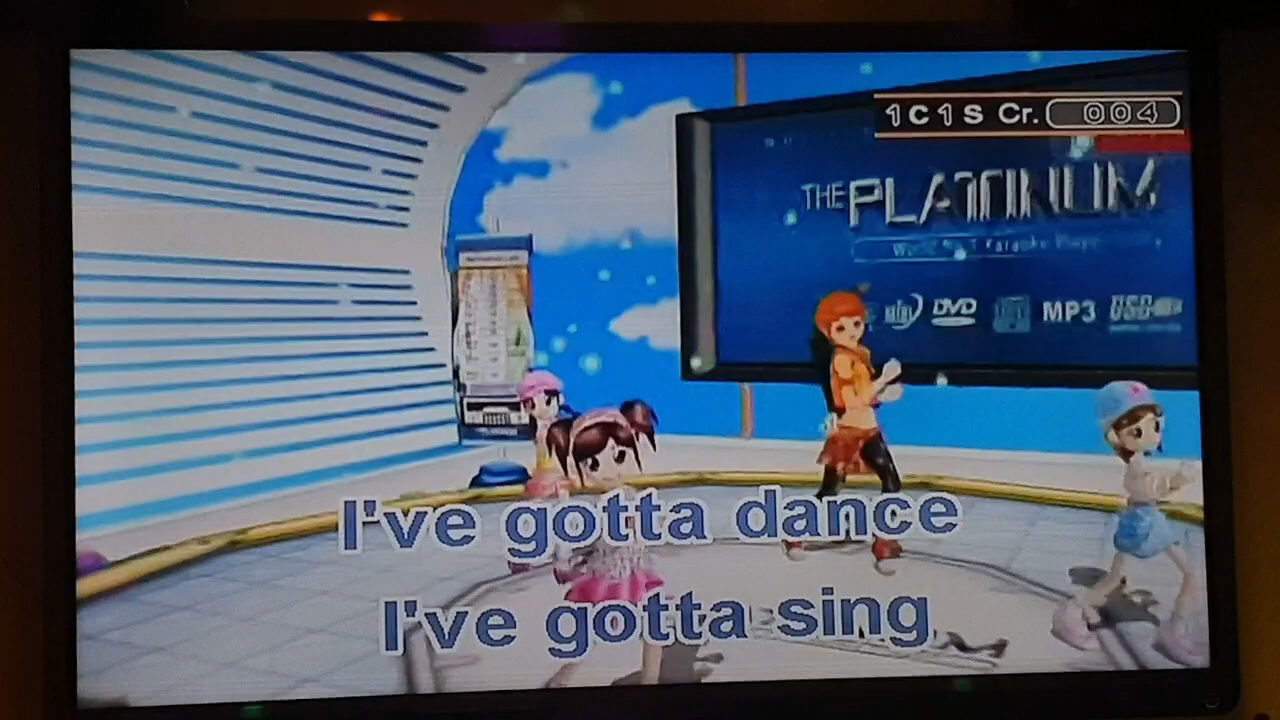 1C1S Cr. 004
THE PLATINUM
DVD
MP3
I've gotta dance
I've gotta sing